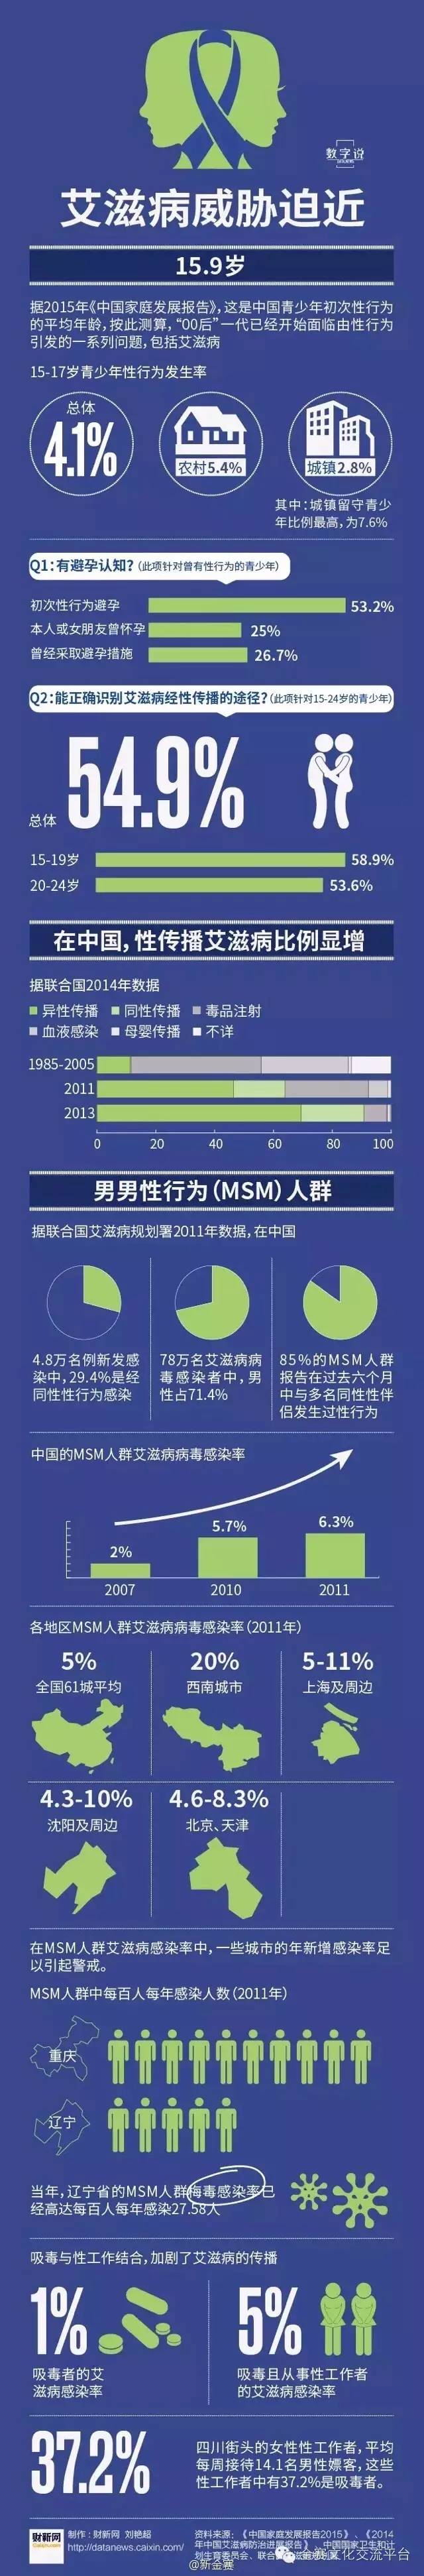 数字说
艾滋病威胁迫近
15.9岁
据2015年《中国家庭发展报告》，这是中国青少年初次性行为
的平均年龄，按此测算，“00后”一代已经开始面临由性行为
引发的一系列问题，包括艾滋病
15-17岁青少年性行为发生率
总体
4.1%
农村5.4%
城镇2.8%
其中：城镇留守青少
年比例最高，为7.6%
Q1：有避孕认知？（此项针对曾有性行为的青少年）
初次性行为避孕 53.2%
本人或女朋友曾怀孕 25%
曾经采取避孕措施 26.7%
Q2：能正确识别艾滋病经性传播的途径？（此项针对15-24岁的青少年）
总体 54.9%
15-19岁 58.9%
20-24岁 53.6%
在中国，性传播艾滋病比例显增
据联合国2014年数据
异性传播 同性传播 毒品注射
血液感染 母婴传播 不详
1985-2005
2011
2013
0 20 40 60 80 100
男男性行为（MSM）人群
据联合国艾滋病规划署2011年数据，在中国
4.8万名例新发感
染中，29.4%是经
同性性行为感染
78万名艾滋病病
毒感染者中，男
性占71.4%
85%的MSM人群
报告在过去六个月
中与多名同性性伴
侣发生过性行为
中国的MSM人群艾滋病病毒感染率
2% 5.7% 6.3%
2007 2010 2011
各地区MSM人群艾滋病病毒感染率（2011年）
5%
全国61城平均
20%
西南城市
5-11%
上海及周边
4.3-10%
沈阳及周边
4.6-8.3%
北京、天津
在MSM人群艾滋病感染率中，一些城市的年新增感染率足
以引起警戒。
MSM人群中每百人每年感染人数（2011年）
重庆
辽宁
当年，辽宁省的MSM人群梅毒感染率已
经高达每百人每年感染27.58人
吸毒与性工作结合，加剧了艾滋病的传播
1%
吸毒者的艾
滋病感染率
5%
吸毒且从事性工作者
的艾滋病感染率
37.2%
四川街头的女性性工作者，平均
每周接待14.1名男性嫖客，这些
性工作者中有37.2%是吸毒者。
财新网
制作：财新网 刘艳超
http://datanews.caixin.com/
资料来源：《中国家庭发展报告2015》、《2014
年中国艾滋病防治进展报告》、中国国家卫生和计
划生育委员会、联合
@新金赛